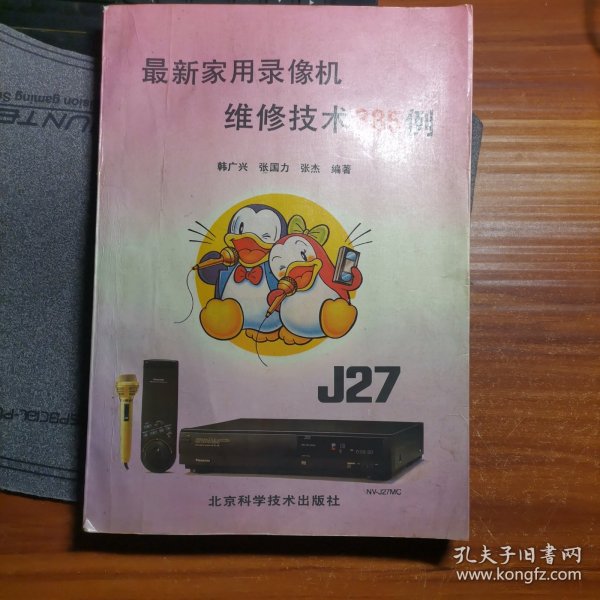 最新家用录像机
维修技术385例
韩广兴 张国力 张杰 编著
J27
Panasonic
NV-J27MC
北京科学技术出版社
孔夫子旧书网
www.kongfz.com